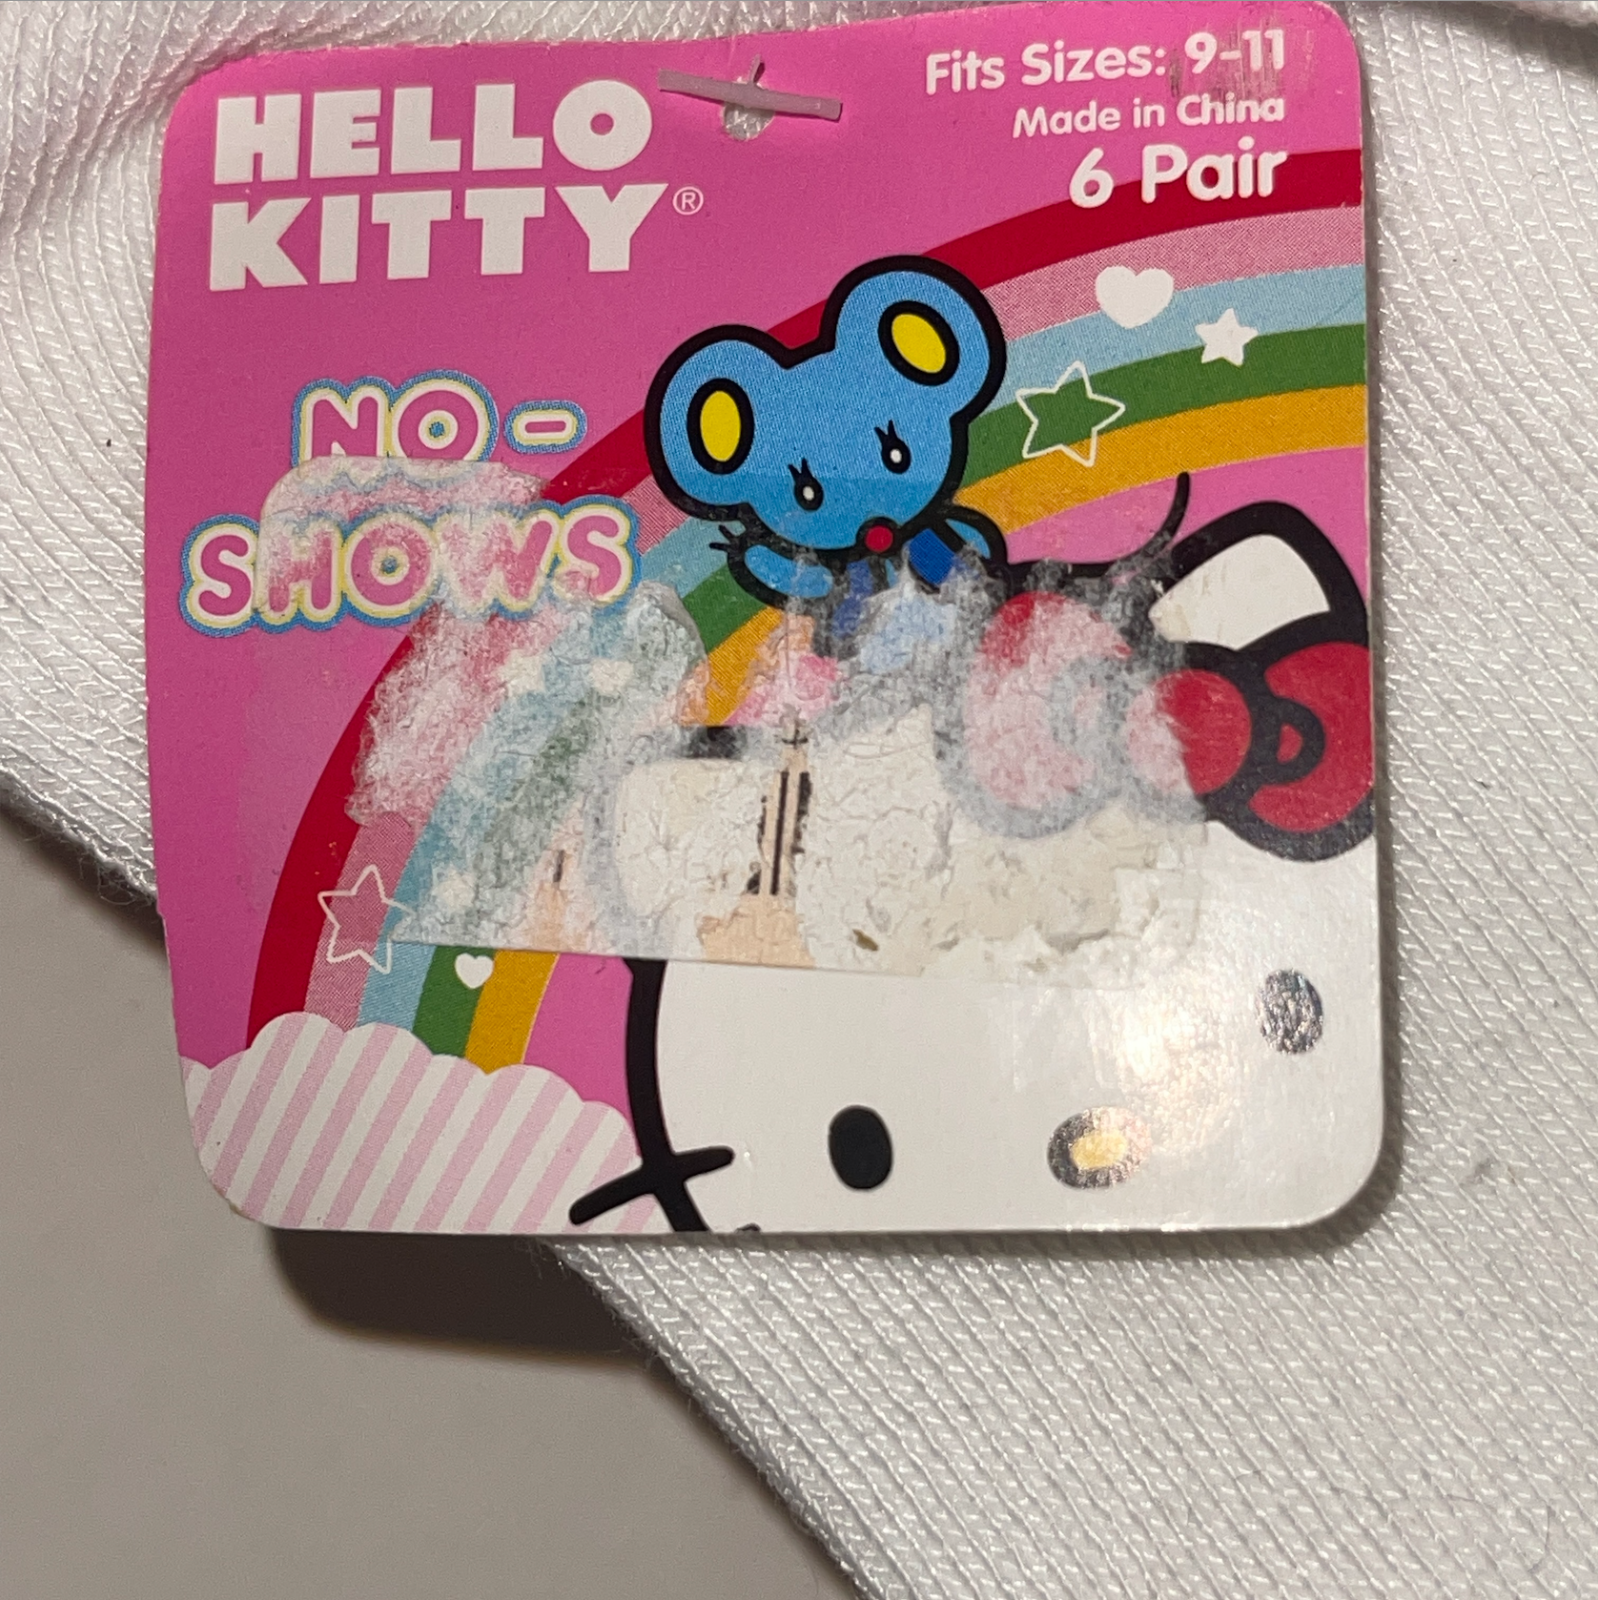 HELLO
KITTY®
Fits Sizes: 9-11
Made in China
6 Pair
NO-
SHOWS